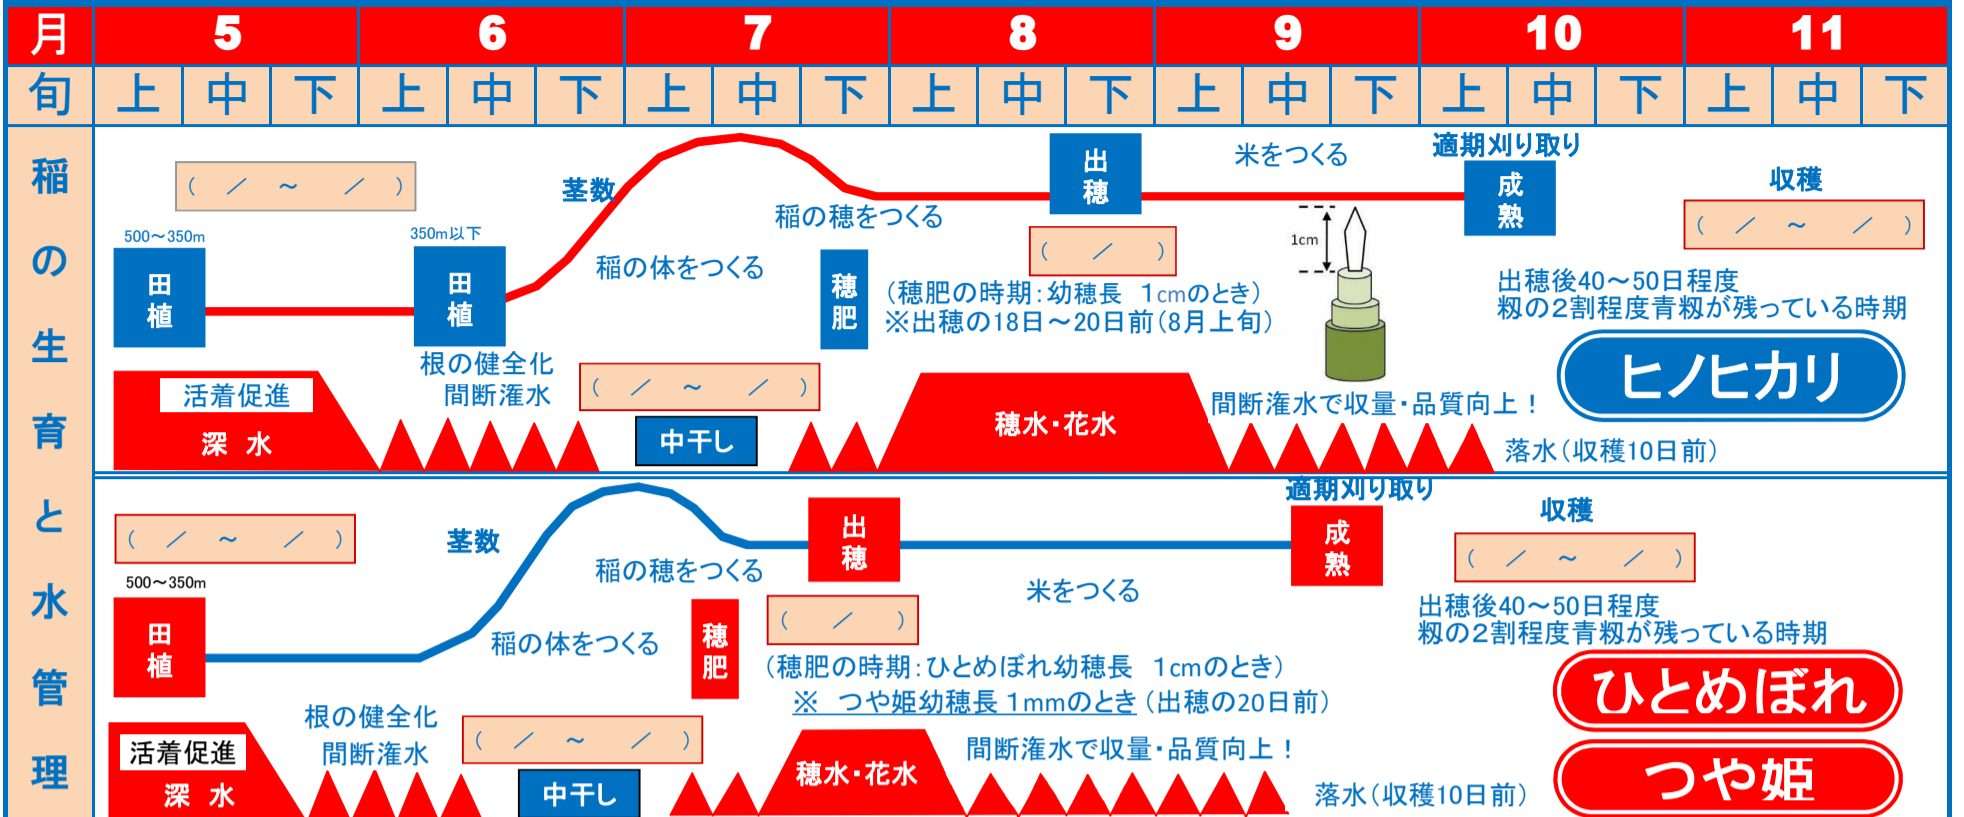 月 5 6 7 8 9 10 11
旬 上 中 下 上 中 下 上 中 下 上 中 下 上 中 下 上 中 下 上 中 下
稲の生育と水管理
適期刈り取り
出穂
米をつくる
成熟
収穫
( ／ ～ ／ )
茎数
稲の穂をつくる
( ／ ～ ／ )
500～350m
350m以下
( ／ )
1cm
田植
田植
稲の体をつくる
穂肥
(穂肥の時期:幼穂長 1cmのとき)
※出穂の18日～20日前(8月上旬)
出穂後40～50日程度
籾の2割程度青籾が残っている時期
ヒノヒカリ
根の健全化
間断潅水
( ／ ～ ／ )
活着促進
深 水
中干し
穂水・花水
間断潅水で収量・品質向上！
落水(収穫10日前)
適期刈り取り
出穂
成熟
収穫
( ／ ～ ／ )
茎数
( ／ ～ ／ )
500～350m
稲の穂をつくる
米をつくる
田植
稲の体をつくる
穂肥
( ／ )
出穂後40～50日程度
籾の2割程度青籾が残っている時期
(穂肥の時期:ひとめぼれ幼穂長 1cmのとき)
※ つや姫幼穂長1mmのとき(出穂の20日前)
ひとめぼれ
つや姫
根の健全化
間断潅水
( ／ ～ ／ )
活着促進
深 水
中干し
穂水・花水
間断潅水で収量・品質向上！
落水(収穫10日前)